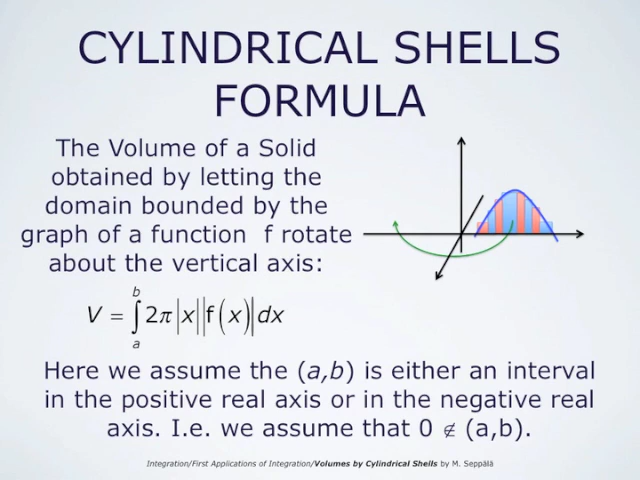 CYLINDRICAL SHELLS
FORMULA
The Volume of a Solid
obtained by letting the
domain bounded by the
graph of a function f rotate
about the vertical axis:
V = ∫_a^b 2π|x||f(x)|dx
Here we assume the (a,b) is either an interval
in the positive real axis or in the negative real
axis. I.e. we assume that 0 ∉ (a,b).
Integration/First Applications of Integration/Volumes by Cylindrical Shells by M. Seppälä